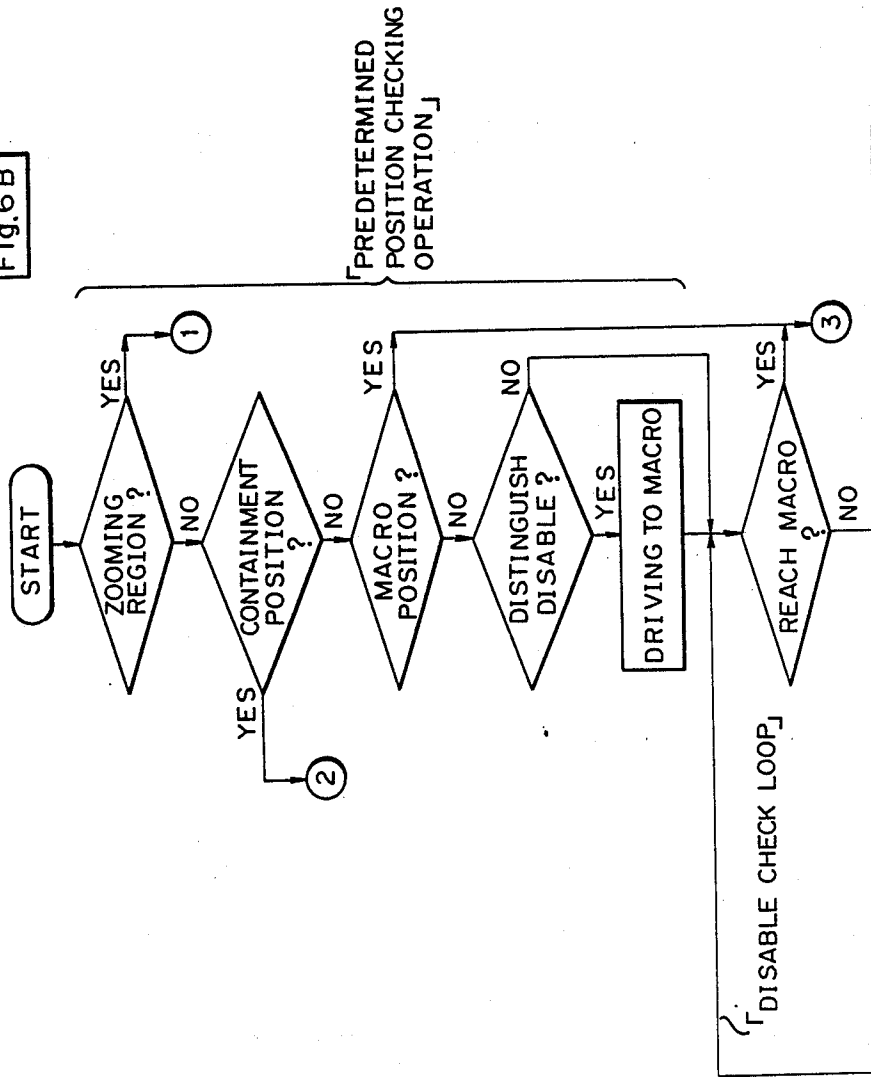 Fig. 6 B
START
ZOOMING
REGION ?
YES
1
NO
CONTAINMENT
POSITION
?
YES
2
NO
MACRO
POSITION ?
YES
NO
DISTINGUISH
DISABLE ?
NO
YES
DRIVING TO MACRO
「PREDETERMINED
POSITION CHECKING
OPERATION」
REACH MACRO
?
YES
3
NO
「DISABLE CHECK LOOP」